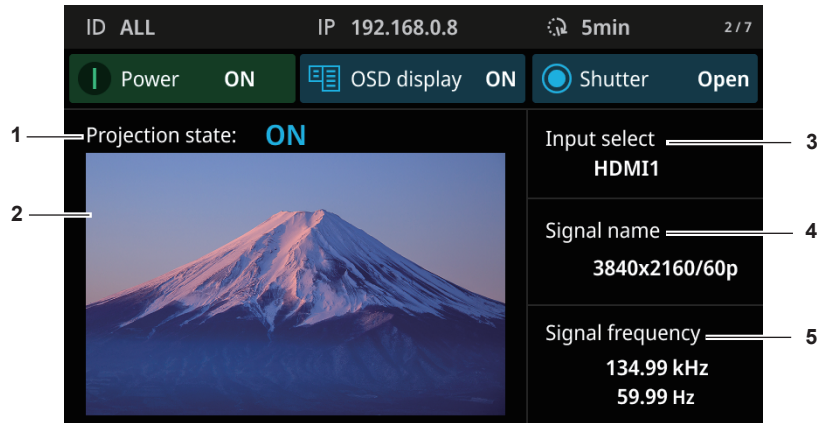 ID ALL IP 192.168.0.8 5min 2/7
Power ON OSD display ON Shutter Open
1 Projection state: ON
2
Input select 3
HDMI1
Signal name 4
3840x2160/60p
Signal frequency 5
134.99 kHz
59.99 Hz